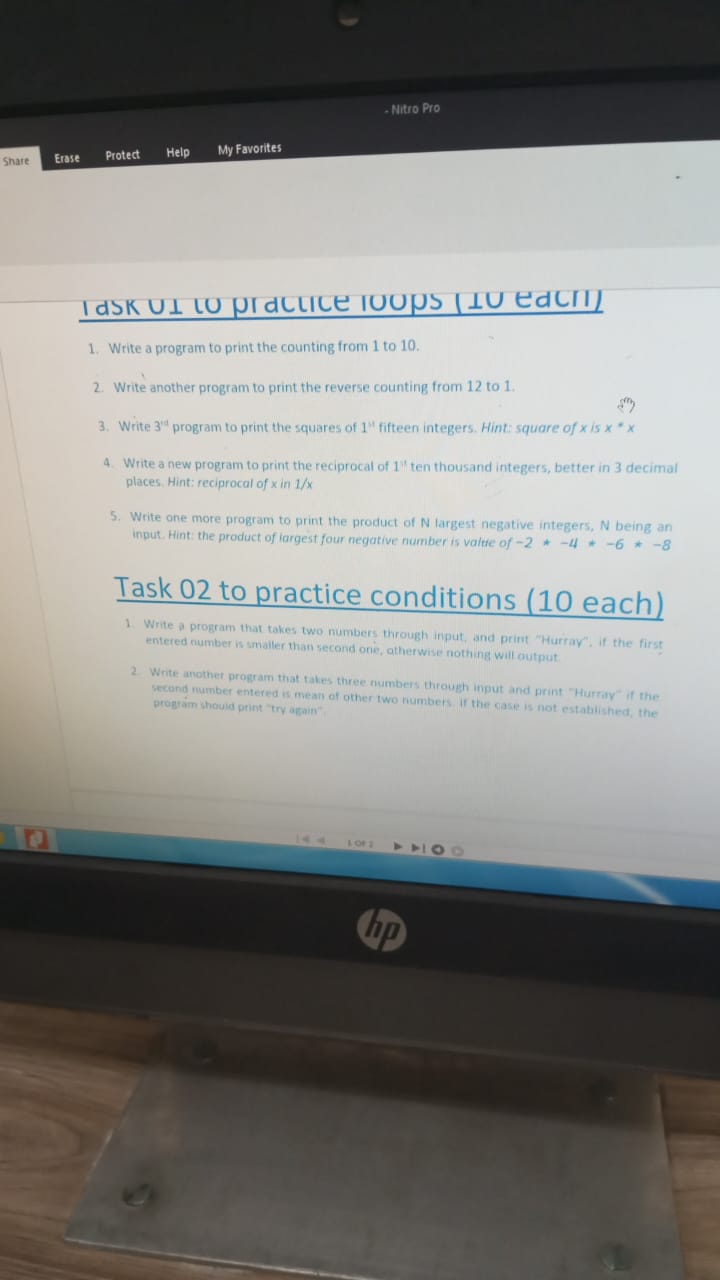 - Nitro Pro
Share Erase Protect Help My Favorites
Task 01 to practice loops (10 each)
1. Write a program to print the counting from 1 to 10.
2. Write another program to print the reverse counting from 12 to 1.
3. Write 3rd program to print the squares of 1st fifteen integers. Hint: square of x is x * x
4. Write a new program to print the reciprocal of 1st ten thousand integers, better in 3 decimal
places. Hint: reciprocal of x in 1/x
5. Write one more program to print the product of N largest negative integers, N being an
input. Hint: the product of largest four negative number is value of -2 * -4 * -6 * -8
Task 02 to practice conditions (10 each)
1. Write a program that takes two numbers through input, and print "Hurray", if the first
entered number is smaller than second one, otherwise nothing will output.
2. Write another program that takes three numbers through input and print "Hurray" if the
second number entered is mean of other two numbers. If the case is not established, the
program should print "try again".
1 OF 2
hp